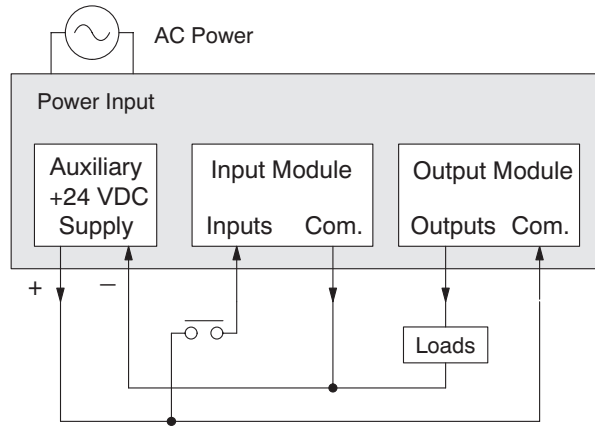 AC Power
Power Input
Auxiliary
+24 VDC
Supply
Input Module
Inputs Com.
Output Module
Outputs Com.
+ −
Loads